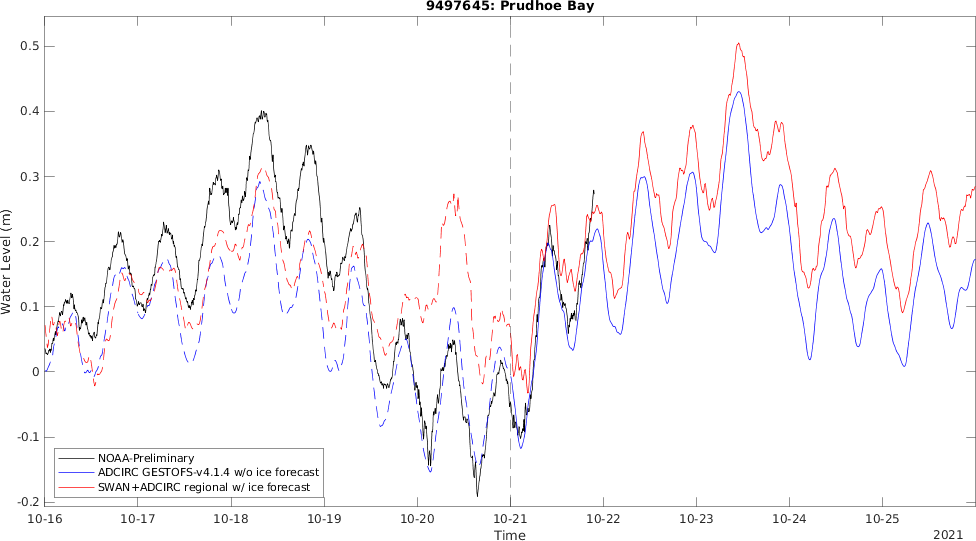 9497645: Prudhoe Bay
Water Level (m)
0.5
0.4
0.3
0.2
0.1
0
-0.1
-0.2
NOAA-Preliminary
ADCIRC GESTOFS-v4.1.4 w/o ice forecast
SWAN+ADCIRC regional w/ ice forecast
10-16 10-17 10-18 10-19 10-20 10-21 10-22 10-23 10-24 10-25
Time
2021